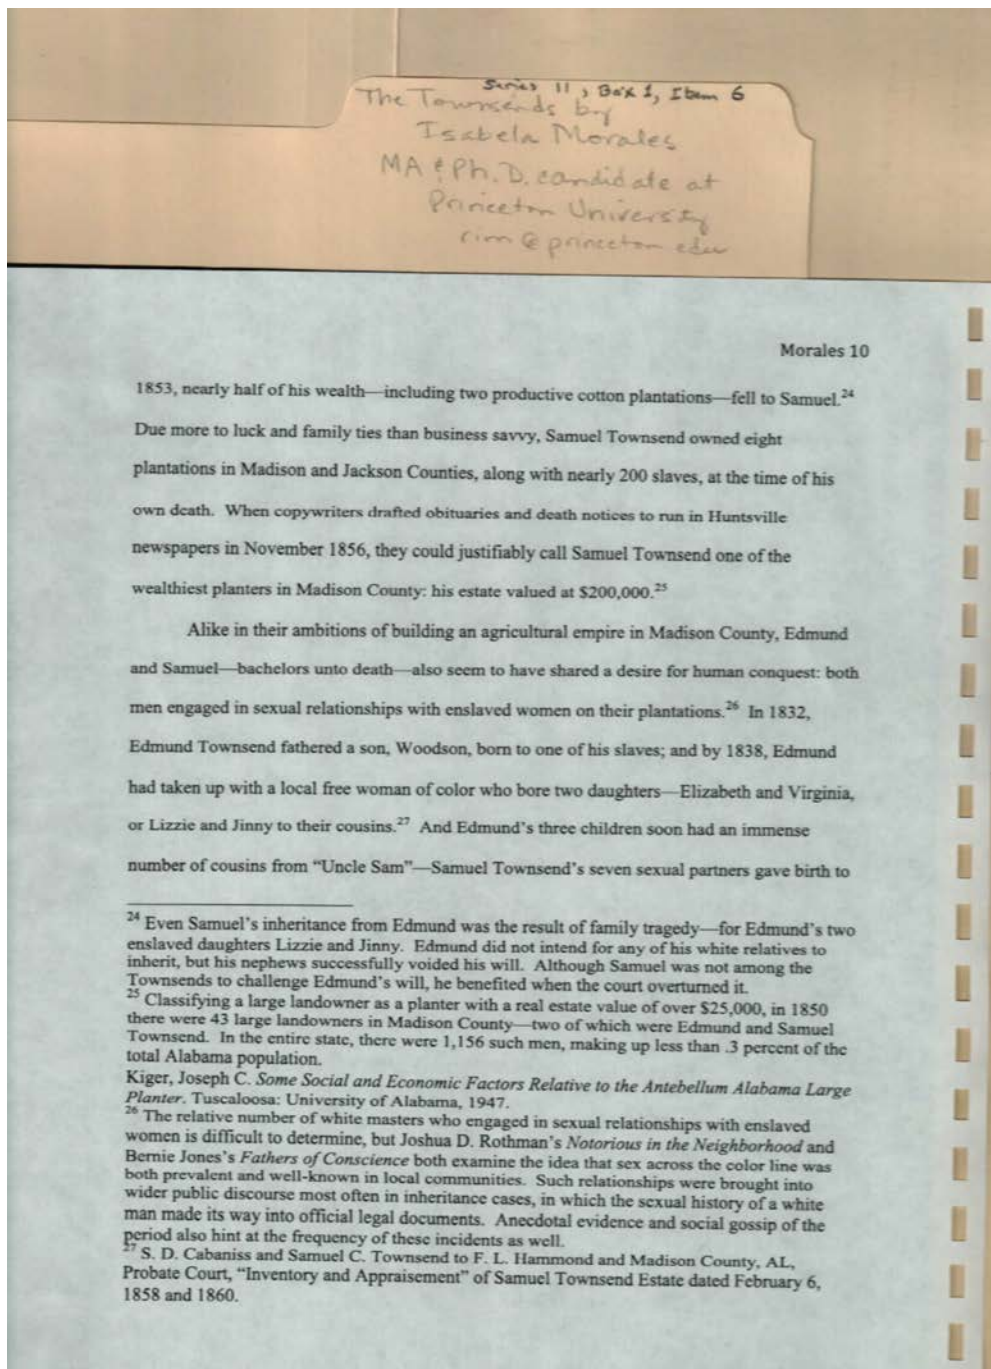 Series 11, Box 1, Item 6
The Townsends by
Isabela Morales
MA & Ph.D. candidate at
Princeton University
rim@princeton edu
Morales 10
1853, nearly half of his wealth—including two productive cotton plantations—fell to Samuel.24
Due more to luck and family ties than business savvy, Samuel Townsend owned eight
plantations in Madison and Jackson Counties, along with nearly 200 slaves, at the time of his
own death. When copywriters drafted obituaries and death notices to run in Huntsville
newspapers in November 1856, they could justifiably call Samuel Townsend one of the
wealthiest planters in Madison County: his estate valued at $200,000.25
Alike in their ambitions of building an agricultural empire in Madison County, Edmund
and Samuel—bachelors unto death—also seem to have shared a desire for human conquest: both
men engaged in sexual relationships with enslaved women on their plantations.26 In 1832,
Edmund Townsend fathered a son, Woodson, born to one of his slaves; and by 1838, Edmund
had taken up with a local free woman of color who bore two daughters—Elizabeth and Virginia,
or Lizzie and Jinny to their cousins.27 And Edmund's three children soon had an immense
number of cousins from "Uncle Sam"—Samuel Townsend's seven sexual partners gave birth to
24 Even Samuel's inheritance from Edmund was the result of family tragedy—for Edmund's two
enslaved daughters Lizzie and Jinny. Edmund did not intend for any of his white relatives to
inherit, but his nephews successfully voided his will. Although Samuel was not among the
Townsends to challenge Edmund's will, he benefited when the court overturned it.
25 Classifying a large landowner as a planter with a real estate value of over $25,000, in 1850
there were 43 large landowners in Madison County—two of which were Edmund and Samuel
Townsend. In the entire state, there were 1,156 such men, making up less than .3 percent of the
total Alabama population.
Kiger, Joseph C. Some Social and Economic Factors Relative to the Antebellum Alabama Large
Planter. Tuscaloosa: University of Alabama, 1947.
26 The relative number of white masters who engaged in sexual relationships with enslaved
women is difficult to determine, but Joshua D. Rothman's Notorious in the Neighborhood and
Bernie Jones's Fathers of Conscience both examine the idea that sex across the color line was
both prevalent and well-known in local communities. Such relationships were brought into
wider public discourse most often in inheritance cases, in which the sexual history of a white
man made its way into official legal documents. Anecdotal evidence and social gossip of the
period also hint at the frequency of these incidents as well.
27 S. D. Cabaniss and Samuel C. Townsend to F. L. Hammond and Madison County, AL,
Probate Court, "Inventory and Appraisement" of Samuel Townsend Estate dated February 6,
1858 and 1860.